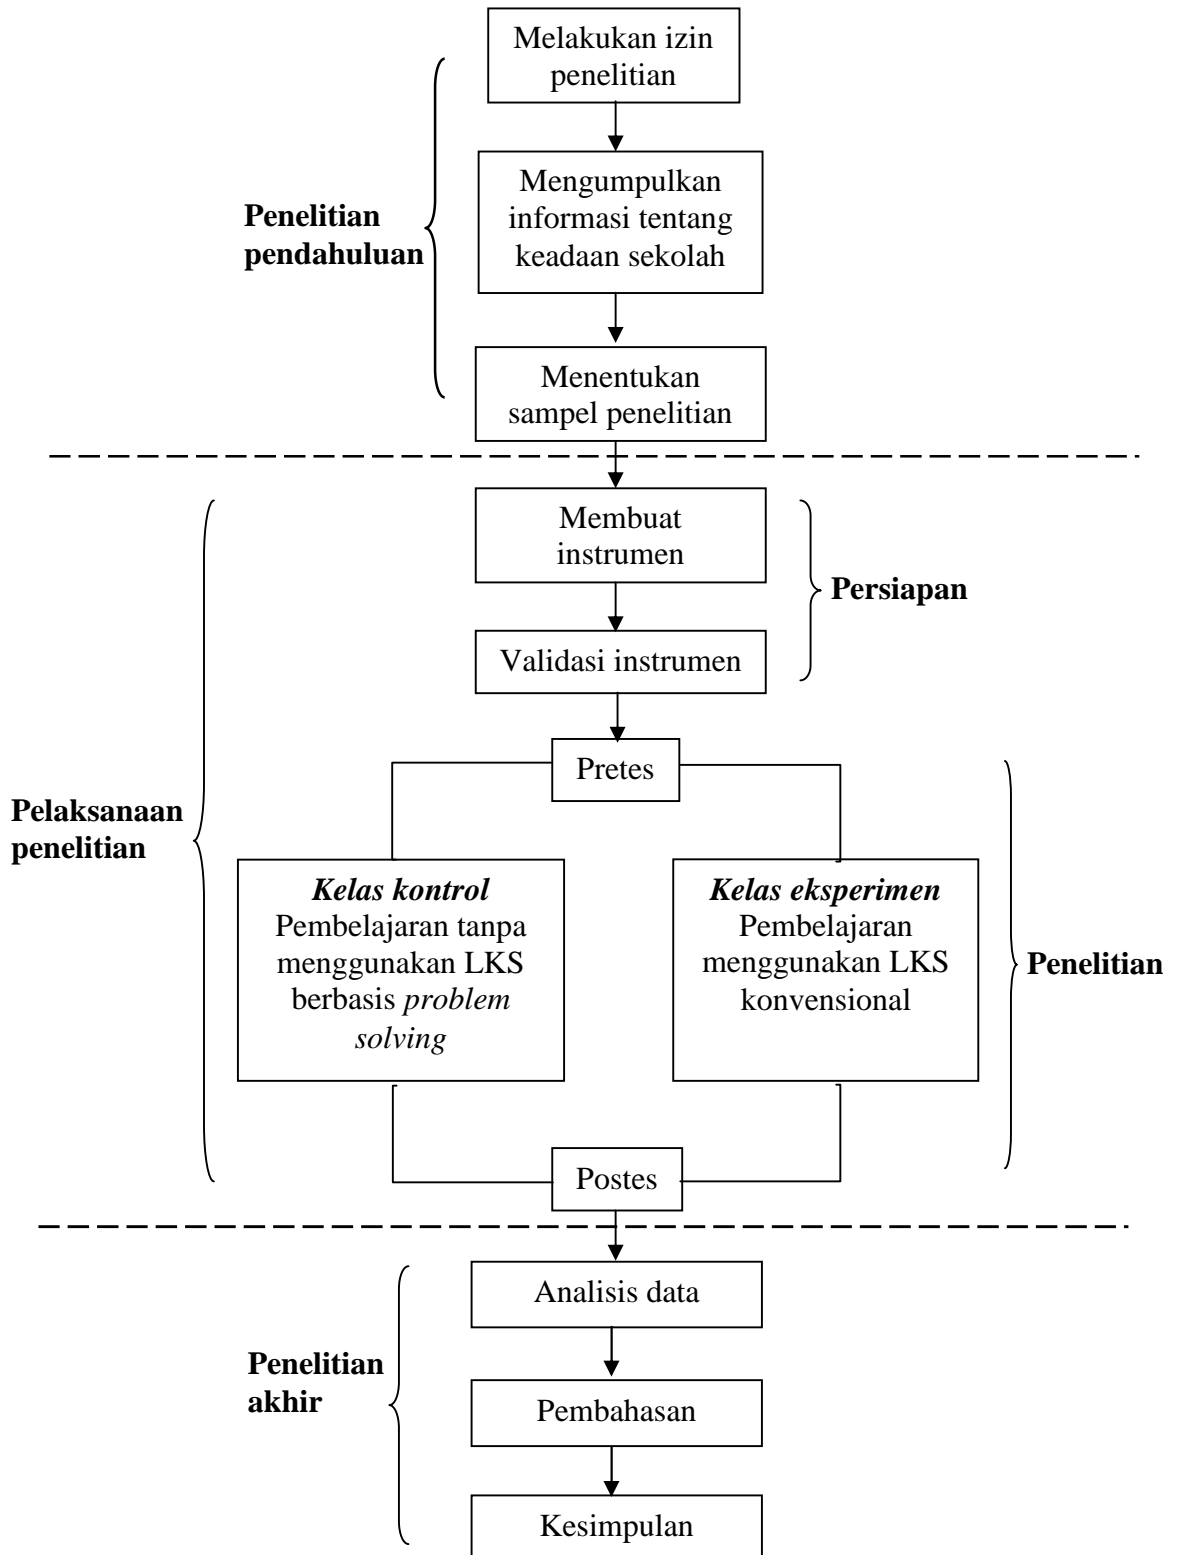 Melakukan izin
penelitian
Mengumpulkan
informasi tentang
keadaan sekolah
Penelitian
pendahuluan
Menentukan
sampel penelitian
Membuat
instrumen
Persiapan
Validasi instrumen
Pretes
Pelaksanaan
penelitian
Kelas kontrol
Pembelajaran tanpa
menggunakan LKS
berbasis problem
solving
Kelas eksperimen
Pembelajaran
menggunakan LKS
konvensional
Penelitian
Postes
Analisis data
Penelitian
akhir
Pembahasan
Kesimpulan